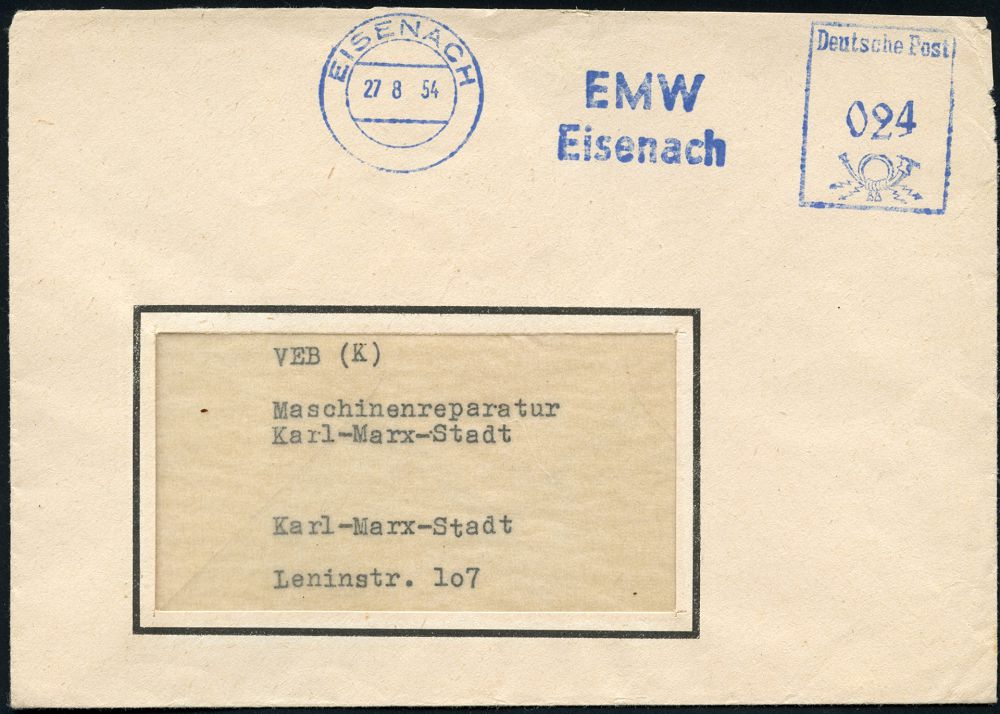 EISENACH
27 8 54
EMW
Eisenach
Deutsche Post
024
VEB (K)
Maschinenreparatur
Karl-Marx-Stadt
Karl-Marx-Stadt
Leninstr. lo7